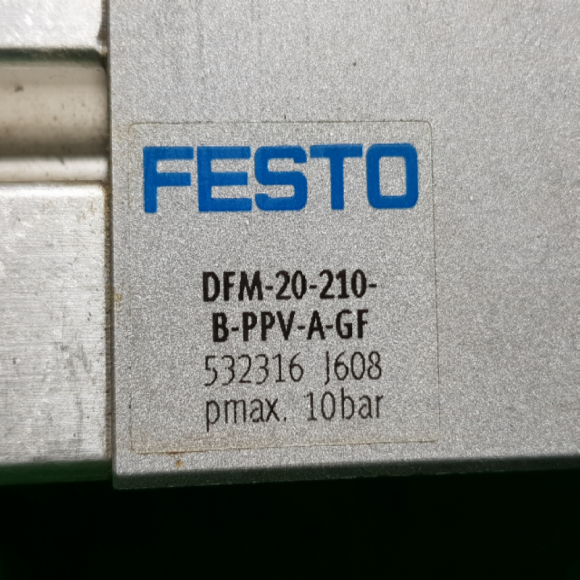 FESTO
DFM-20-210-
B-PPV-A-GF
532316 J608
pmax. 10bar